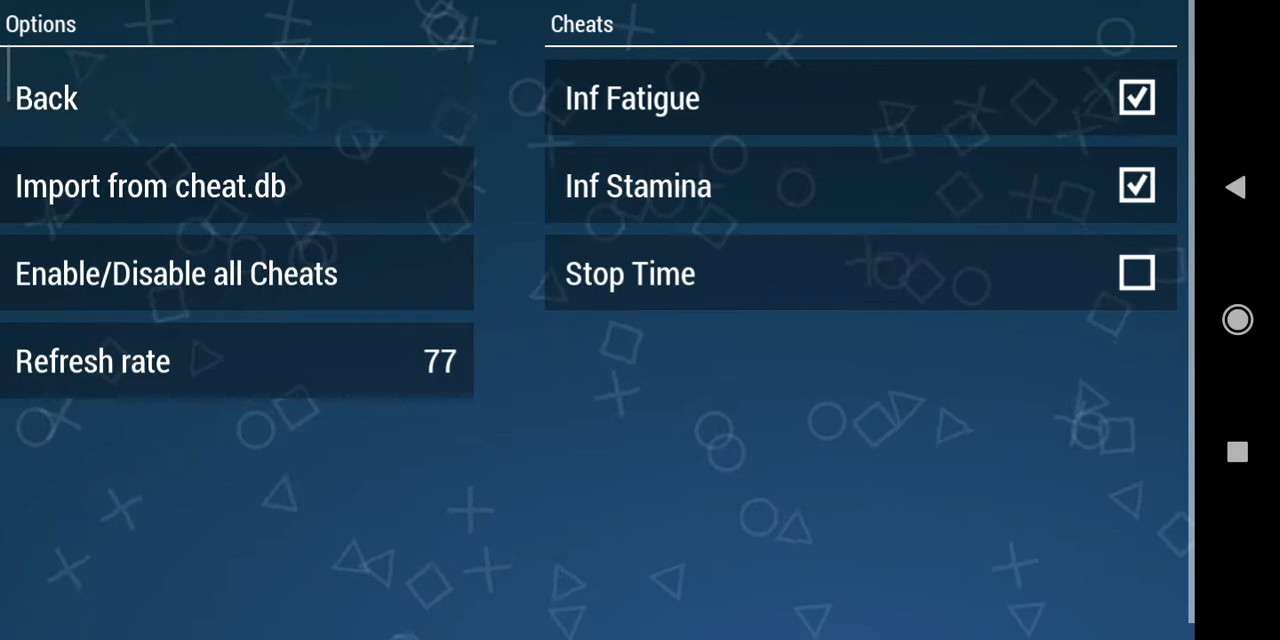 Options
Back
Import from cheat.db
Enable/Disable all Cheats
Refresh rate 77
Cheats
Inf Fatigue
Inf Stamina
Stop Time